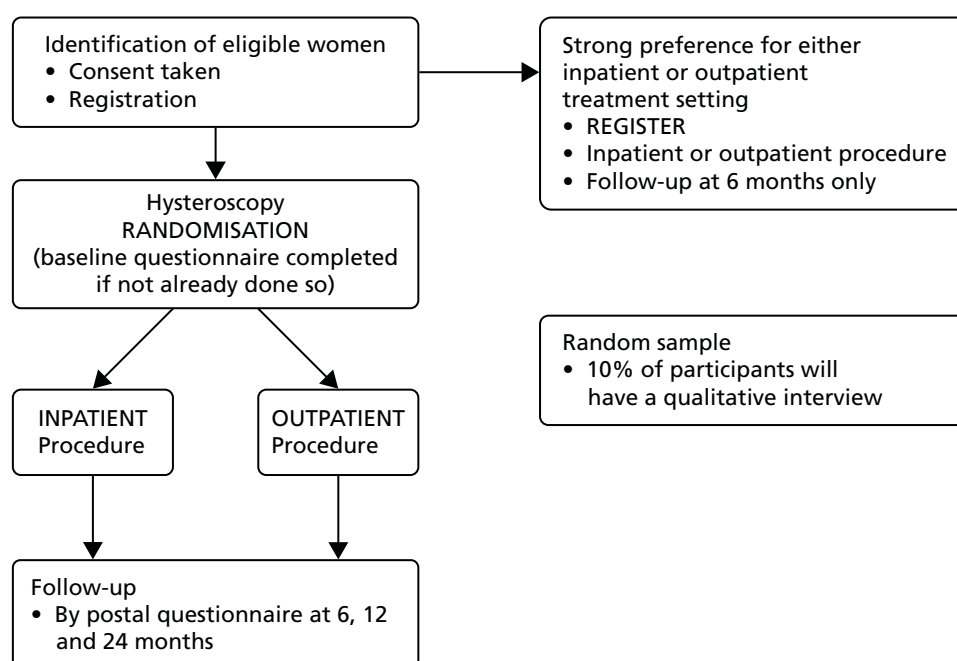 Identification of eligible women
• Consent taken
• Registration
Strong preference for either
inpatient or outpatient
treatment setting
• REGISTER
• Inpatient or outpatient procedure
• Follow-up at 6 months only
Hysteroscopy
RANDOMISATION
(baseline questionnaire completed
if not already done so)
Random sample
• 10% of participants will
have a qualitative interview
INPATIENT
Procedure
OUTPATIENT
Procedure
Follow-up
• By postal questionnaire at 6, 12
and 24 months